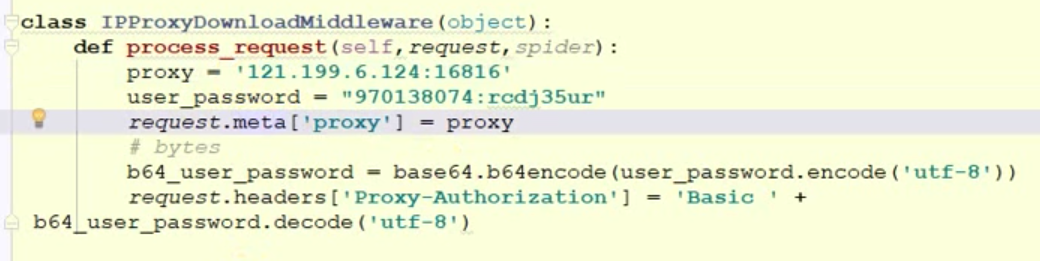 class IPProxyDownloadMiddleware(object):
    def process_request(self,request,spider):
        proxy = '121.199.6.124:16816'
        user_password = "970138074:rcdj35ur"
        request.meta['proxy'] = proxy
        # bytes
        b64_user_password = base64.b64encode(user_password.encode('utf-8'))
        request.headers['Proxy-Authorization'] = 'Basic ' +
b64_user_password.decode('utf-8')